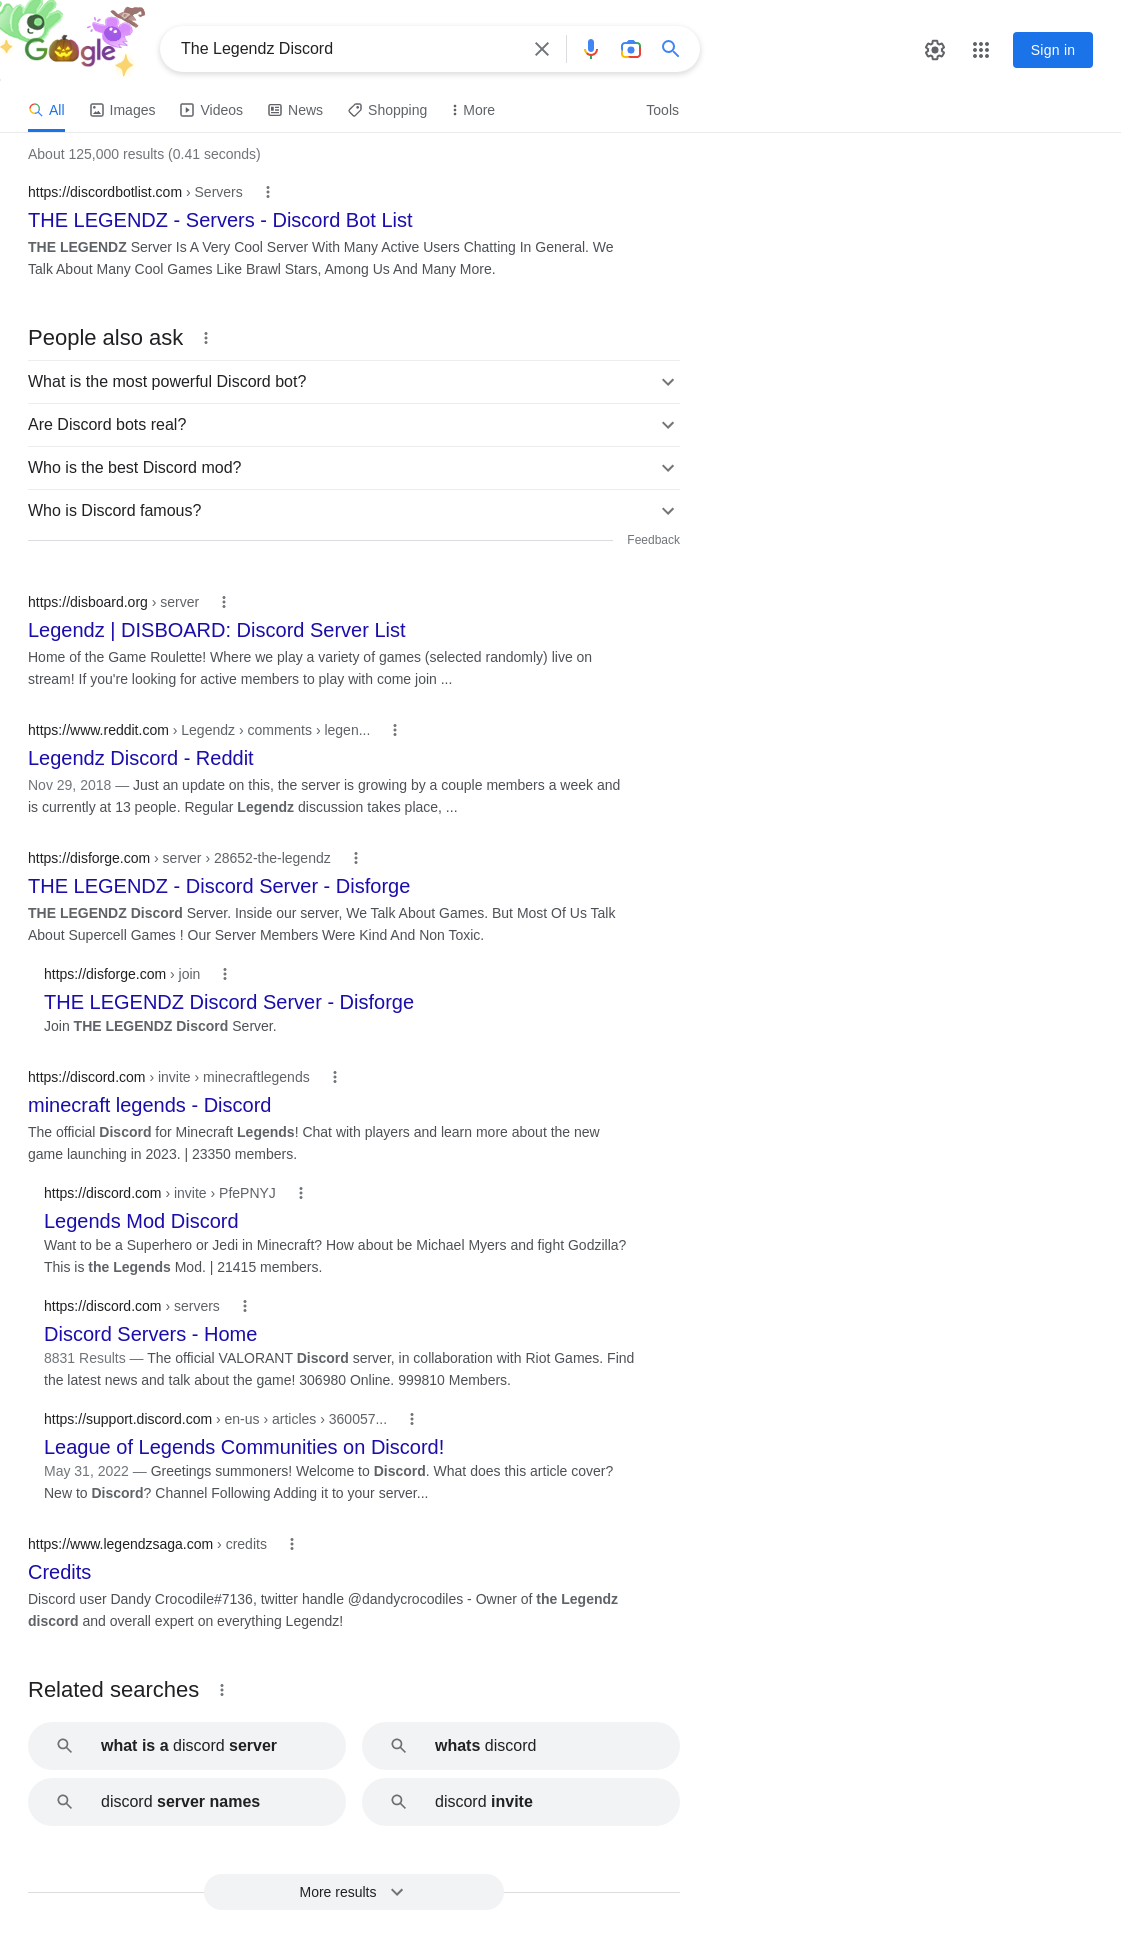 Google
The Legendz Discord
Sign in
All Images Videos News Shopping More Tools
About 125,000 results (0.41 seconds)
https://discordbotlist.com › Servers
THE LEGENDZ - Servers - Discord Bot List
THE LEGENDZ Server Is A Very Cool Server With Many Active Users Chatting In General. We
Talk About Many Cool Games Like Brawl Stars, Among Us And Many More.
People also ask
What is the most powerful Discord bot?
Are Discord bots real?
Who is the best Discord mod?
Who is Discord famous?
Feedback
https://disboard.org › server
Legendz | DISBOARD: Discord Server List
Home of the Game Roulette! Where we play a variety of games (selected randomly) live on
stream! If you're looking for active members to play with come join ...
https://www.reddit.com › Legendz › comments › legen...
Legendz Discord - Reddit
Nov 29, 2018 — Just an update on this, the server is growing by a couple members a week and
is currently at 13 people. Regular Legendz discussion takes place, ...
https://disforge.com › server › 28652-the-legendz
THE LEGENDZ - Discord Server - Disforge
THE LEGENDZ Discord Server. Inside our server, We Talk About Games. But Most Of Us Talk
About Supercell Games ! Our Server Members Were Kind And Non Toxic.
https://disforge.com › join
THE LEGENDZ Discord Server - Disforge
Join THE LEGENDZ Discord Server.
https://discord.com › invite › minecraftlegends
minecraft legends - Discord
The official Discord for Minecraft Legends! Chat with players and learn more about the new
game launching in 2023. | 23350 members.
https://discord.com › invite › PfePNYJ
Legends Mod Discord
Want to be a Superhero or Jedi in Minecraft? How about be Michael Myers and fight Godzilla?
This is the Legends Mod. | 21415 members.
https://discord.com › servers
Discord Servers - Home
8831 Results — The official VALORANT Discord server, in collaboration with Riot Games. Find
the latest news and talk about the game! 306980 Online. 999810 Members.
https://support.discord.com › en-us › articles › 360057...
League of Legends Communities on Discord!
May 31, 2022 — Greetings summoners! Welcome to Discord. What does this article cover?
New to Discord? Channel Following Adding it to your server...
https://www.legendzsaga.com › credits
Credits
Discord user Dandy Crocodile#7136, twitter handle @dandycrocodiles - Owner of the Legendz
discord and overall expert on everything Legendz!
Related searches
what is a discord server
whats discord
discord server names
discord invite
More results